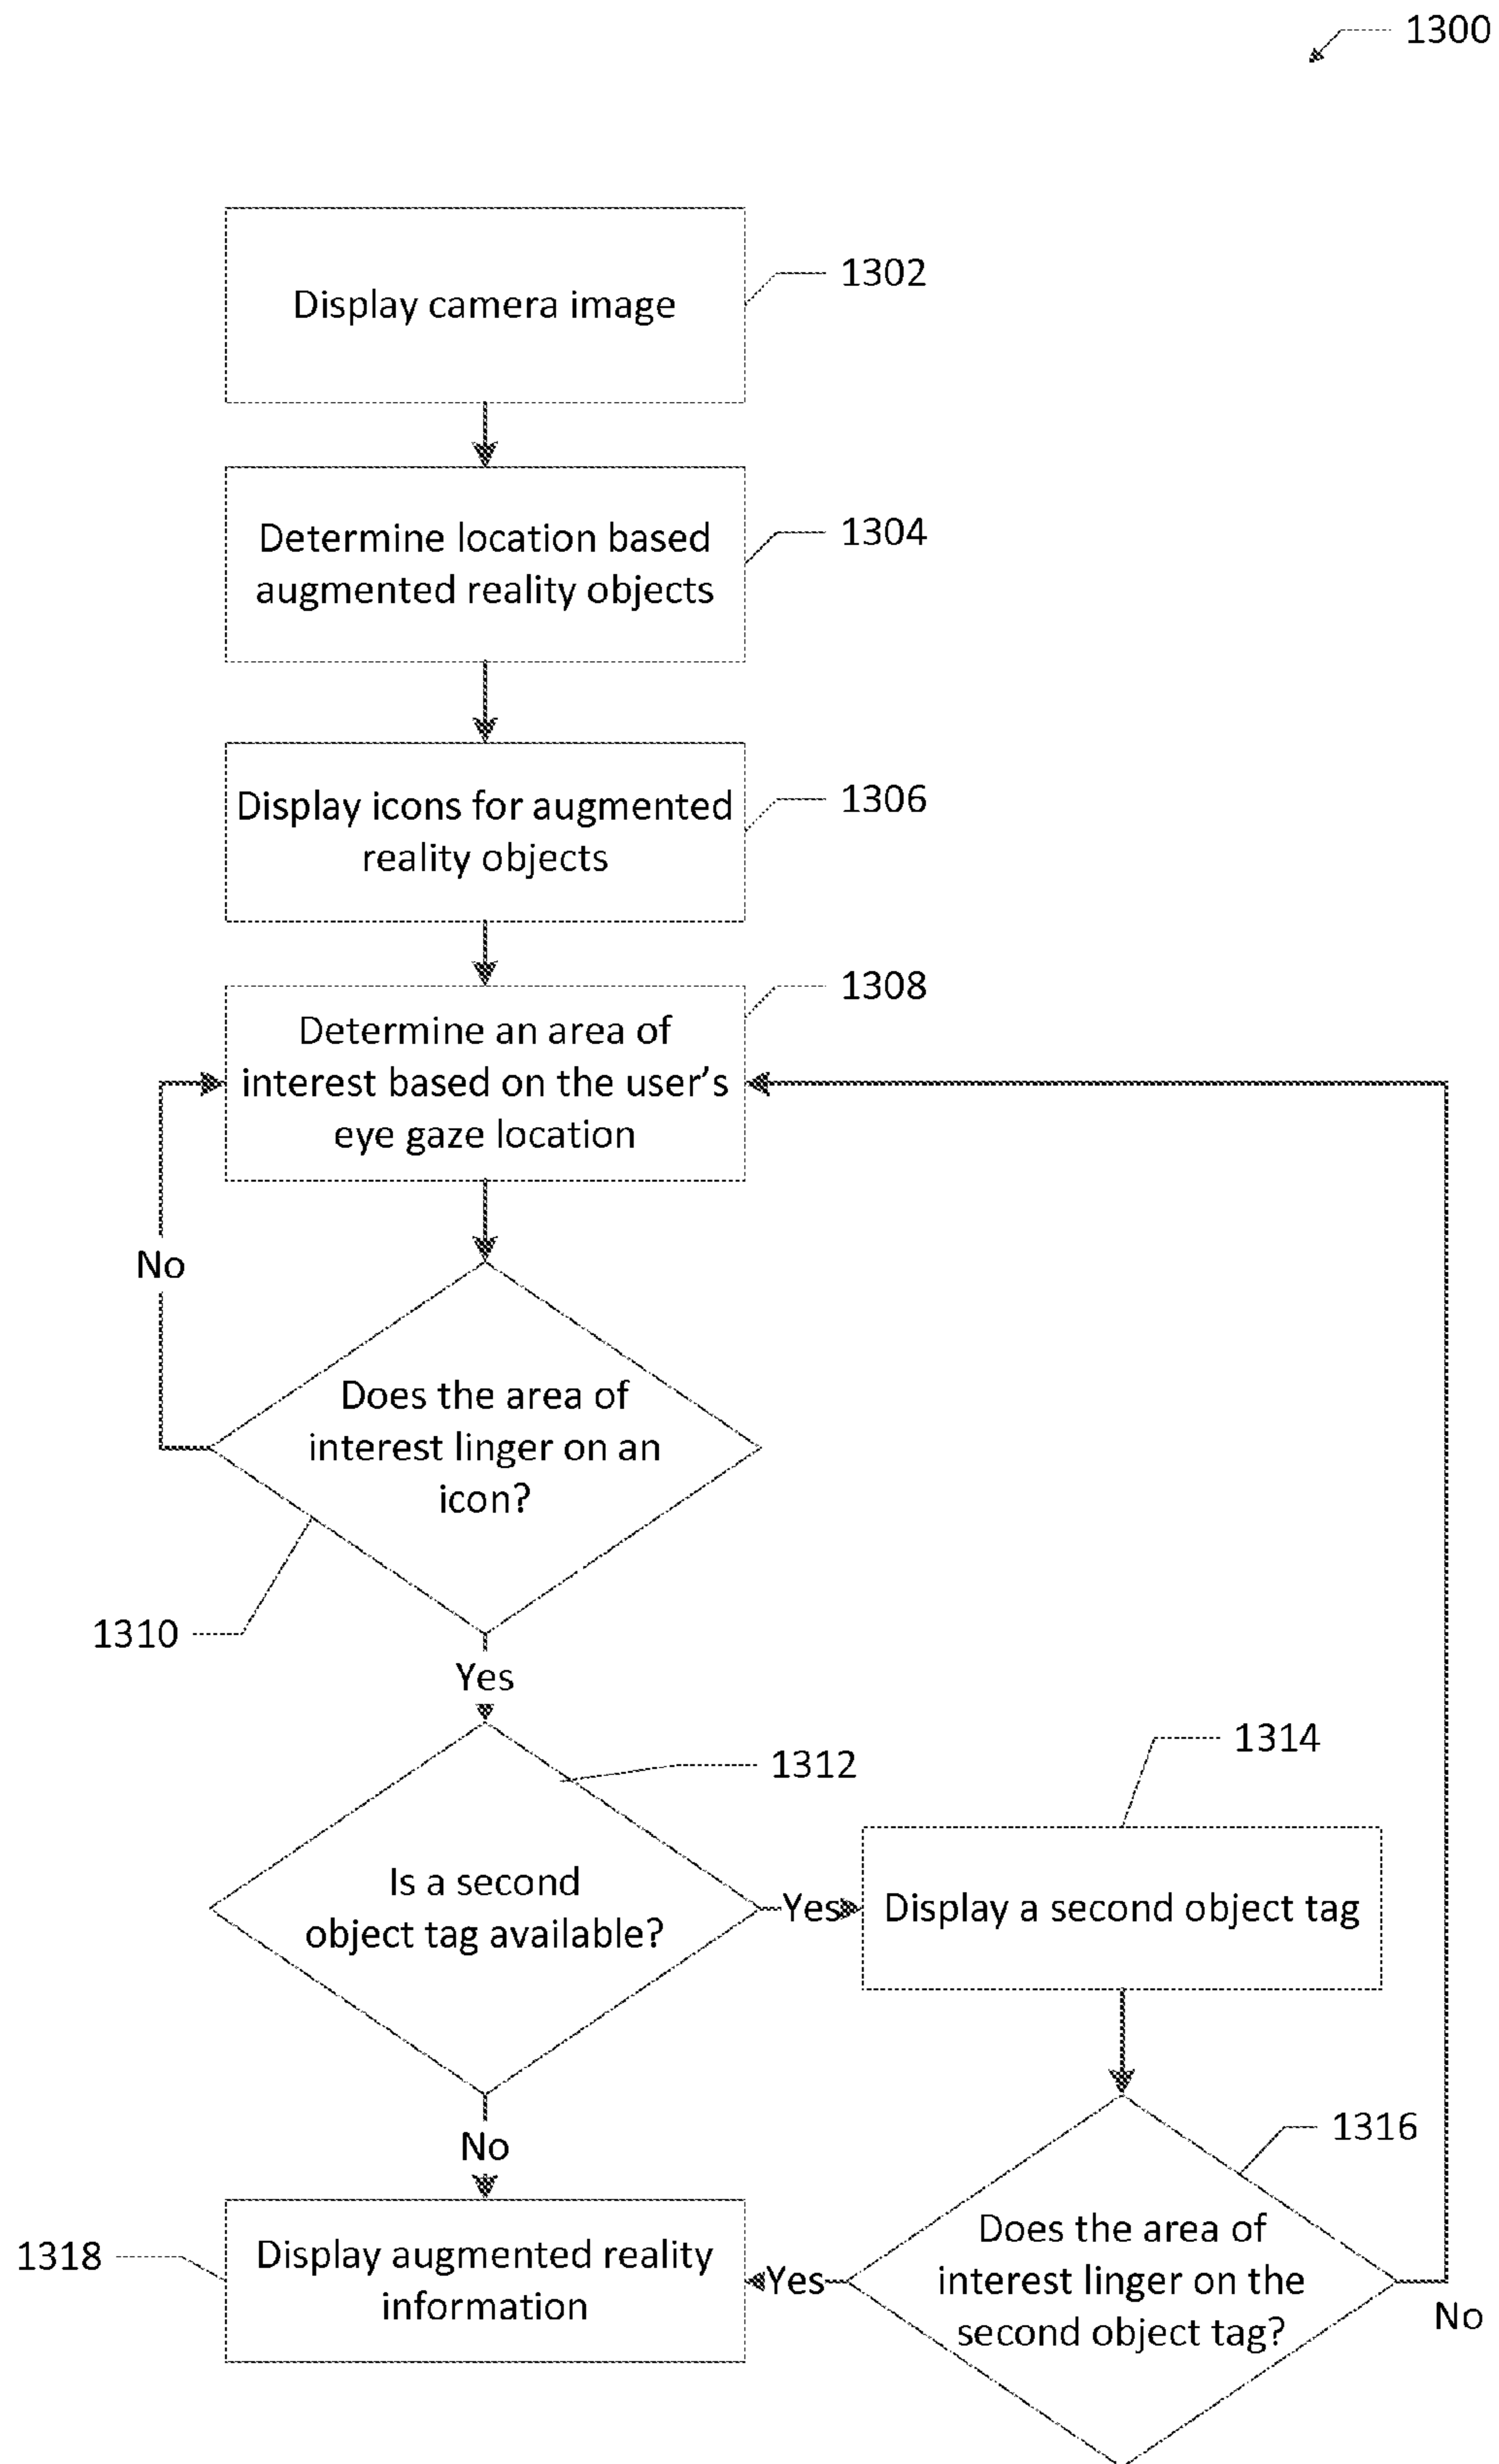 1300
Display camera image
1302
Determine location based
augmented reality objects
1304
Display icons for augmented
reality objects
1306
1308
Determine an area of
interest based on the user's
eye gaze location
No
Does the area of
interest linger on an
icon?
1310
Yes
1312
1314
Is a second
object tag available?
Yes
Display a second object tag
No
1316
1318
Display augmented reality
information
Yes
Does the area of
interest linger on the
second object tag?
No